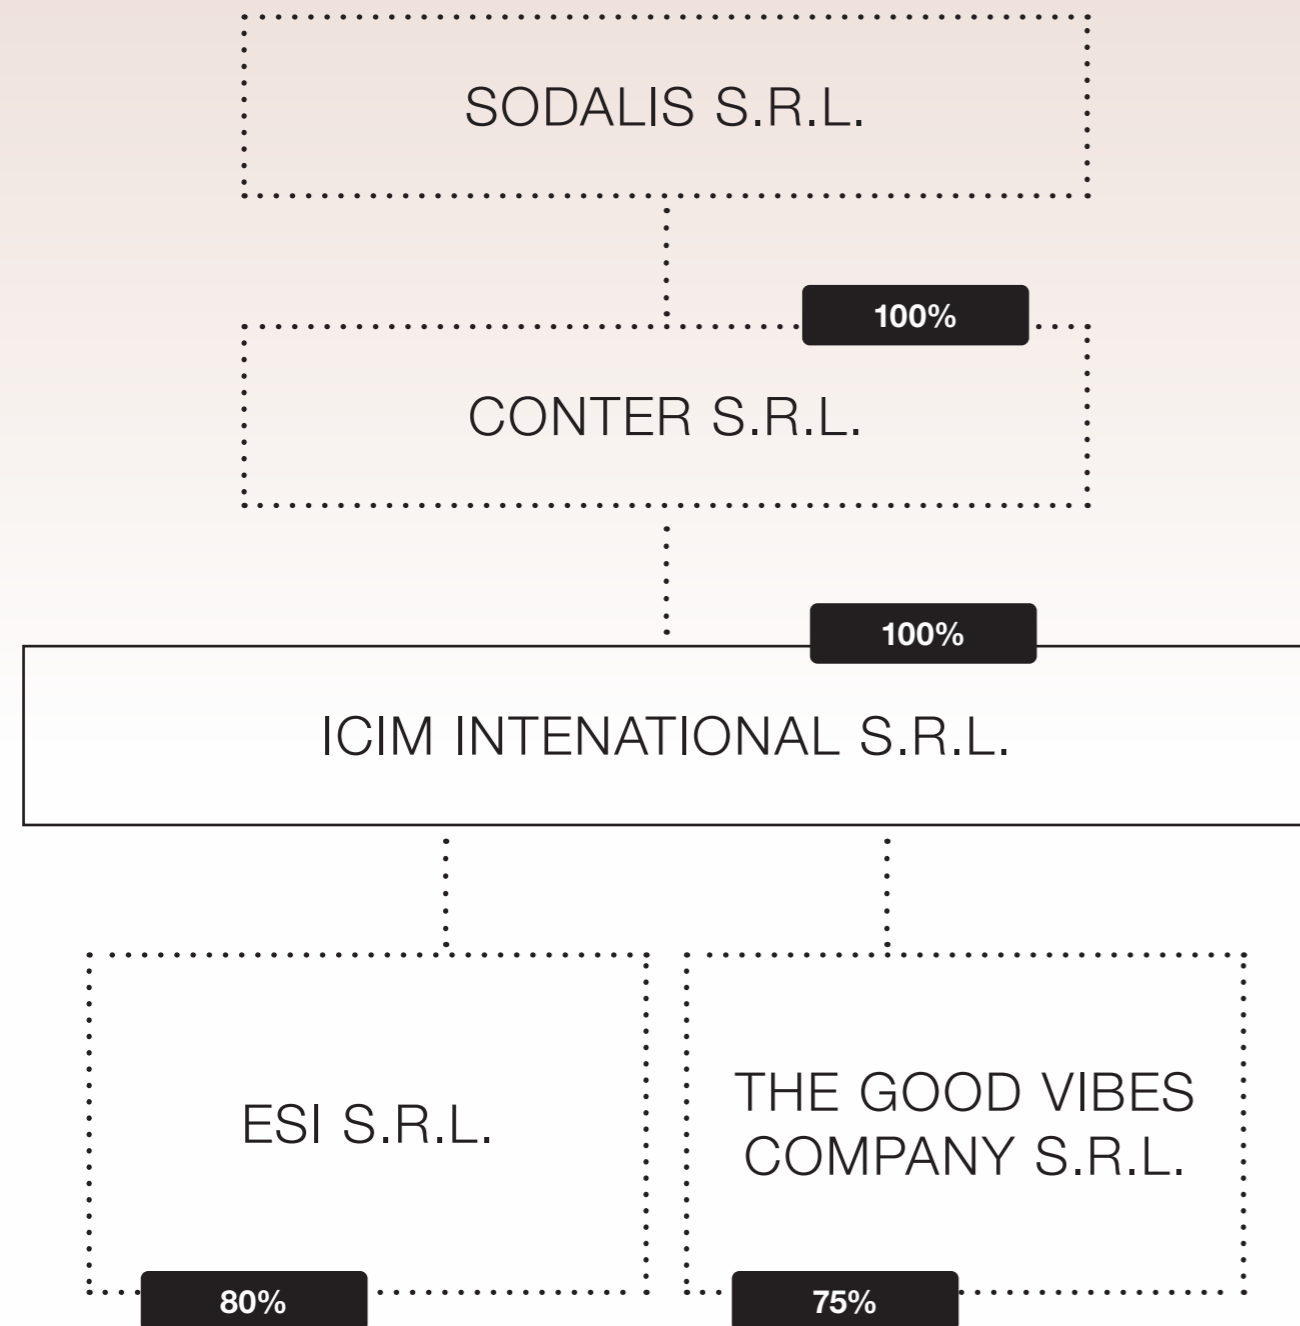 SODALIS S.R.L.
100%
CONTER S.R.L.
100%
ICIM INTENATIONAL S.R.L.
ESI S.R.L.
THE GOOD VIBES
COMPANY S.R.L.
80%
75%